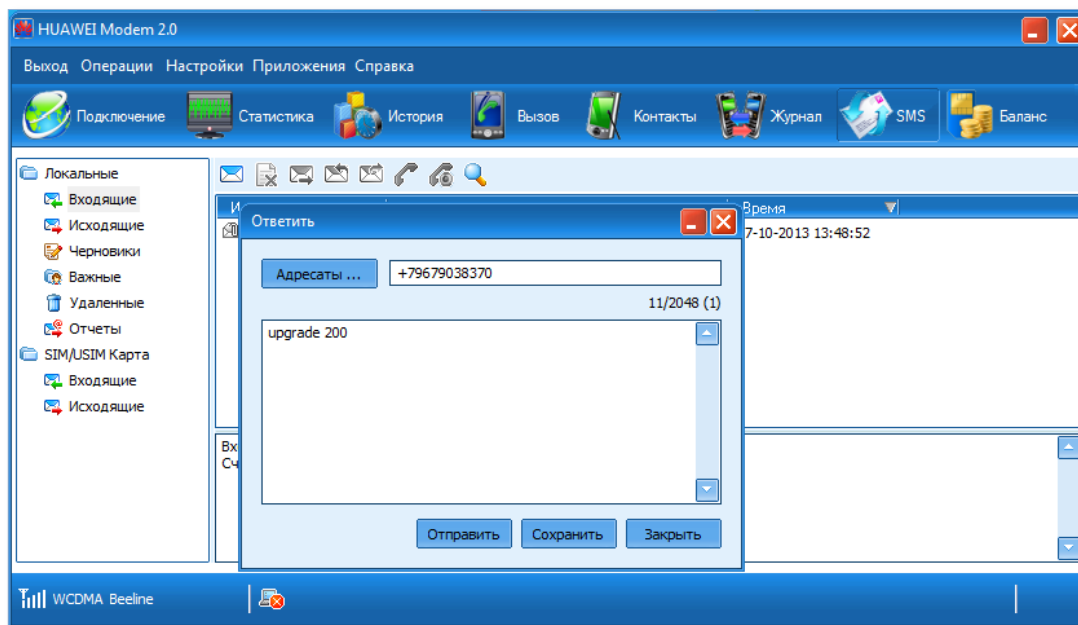 HUAWEI Modem 2.0
Выход Операции Настройки Приложения Справка
Подключение Статистика История Вызов Контакты Журнал SMS Баланс
Локальные
Входящие
Исходящие
Черновики
Важные
Удаленные
Отчеты
SIM/USIM Карта
Входящие
Исходящие
Время
7-10-2013 13:48:52
Ответить
Адресаты ... +79679038370
11/2048 (1)
upgrade 200
Отправить Сохранить Закрыть
WCDMA Beeline